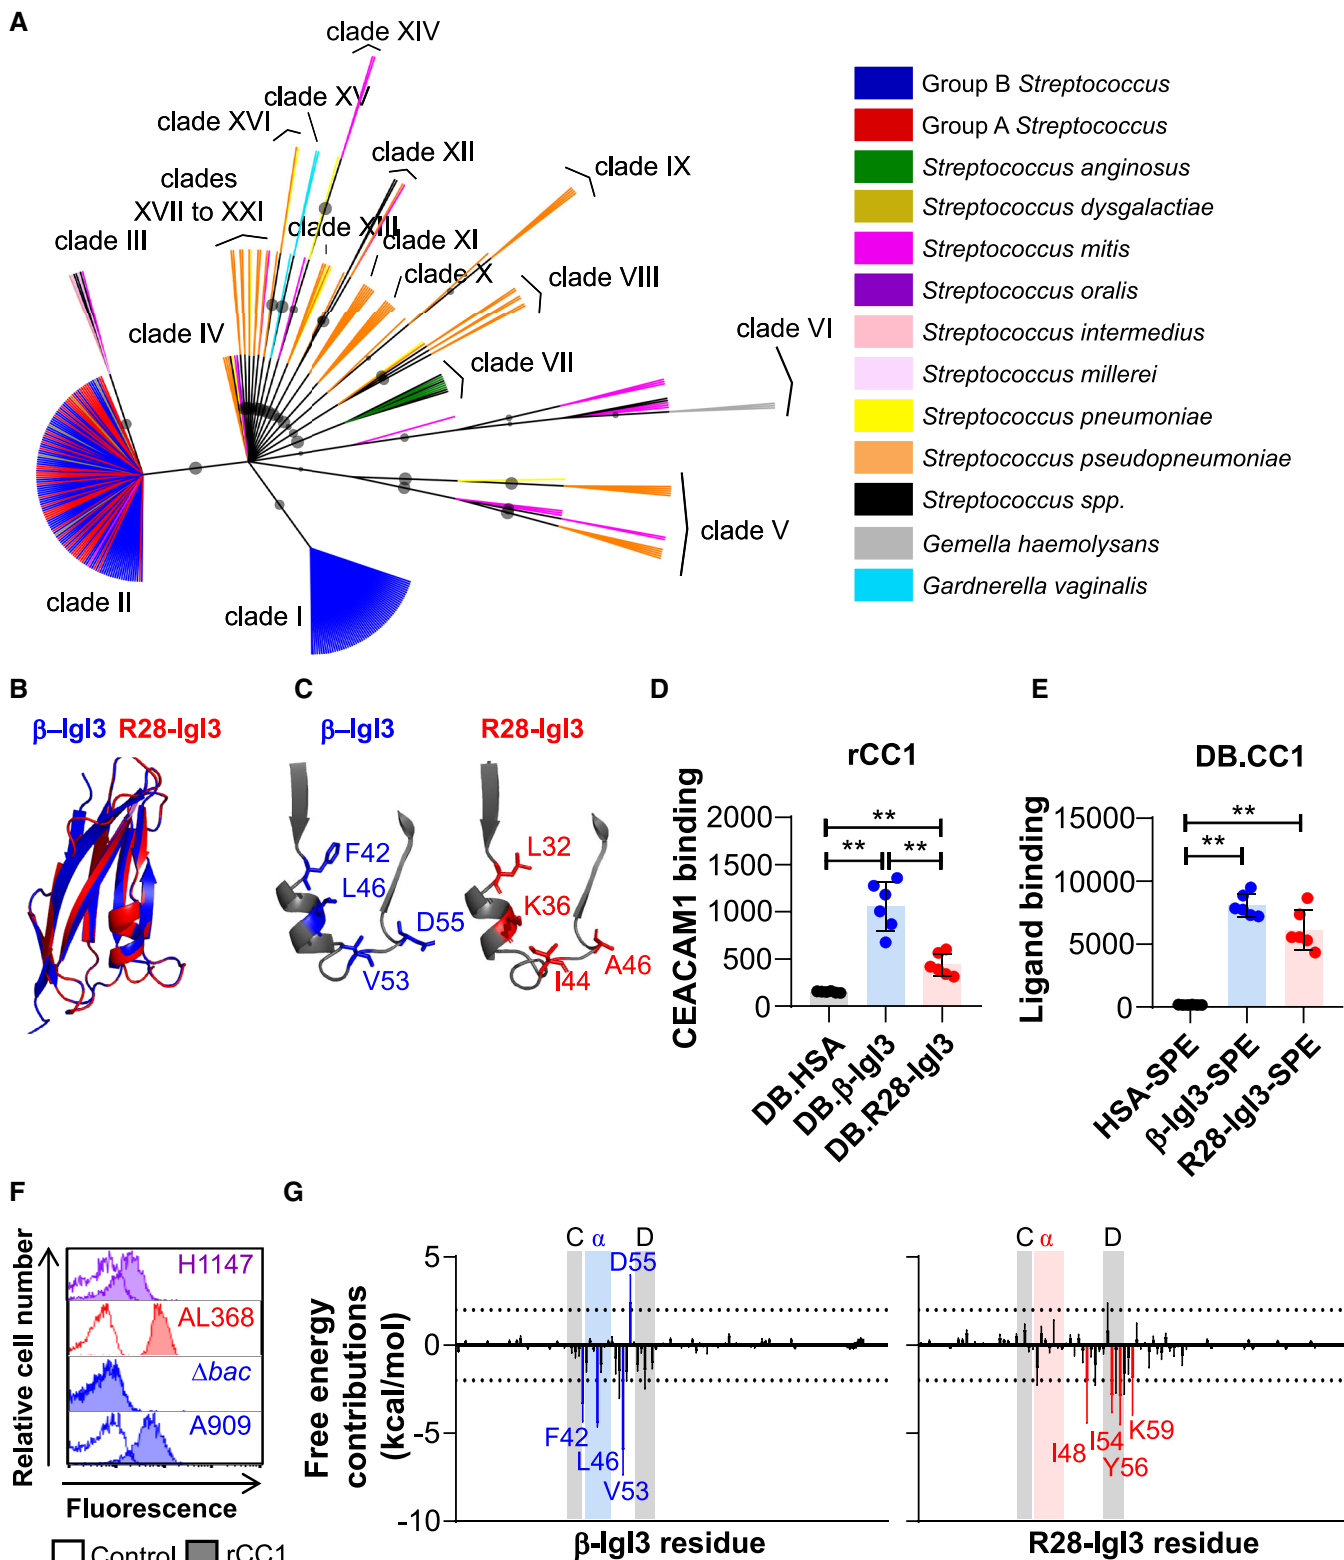 A
clade XIV
clade XV
clade XVI
clade XII
clade IX
clades
XVII to XXI
clade XIII
clade XI
clade III
clade X
clade VIII
clade IV
clade VI
clade VII
clade V
clade II
clade I
Group B Streptococcus
Group A Streptococcus
Streptococcus anginosus
Streptococcus dysgalactiae
Streptococcus mitis
Streptococcus oralis
Streptococcus intermedius
Streptococcus millerei
Streptococcus pneumoniae
Streptococcus pseudopneumoniae
Streptococcus spp.
Gemella haemolysans
Gardnerella vaginalis
B
β–IgI3 R28-IgI3
C
β–IgI3
R28-IgI3
F42
L46
D55
V53
L32
K36
A46
I44
D
rCC1
CEACAM1 binding
2000
1500
1000
500
0
**
** **
DB.HSA
DB.β-IgI3
DB.R28-IgI3
E
DB.CC1
Ligand binding
15000
10000
5000
0
**
**
HSA-SPE
β-IgI3-SPE
R28-IgI3-SPE
F
Relative cell number
H1147
AL368
Δbac
A909
Fluorescence
Control rCC1
G
Free energy
contributions
(kcal/mol)
5
0
-5
-10
C α D
D55
F42
L46
V53
β-IgI3 residue
C α D
I48
I54
K59
Y56
R28-IgI3 residue